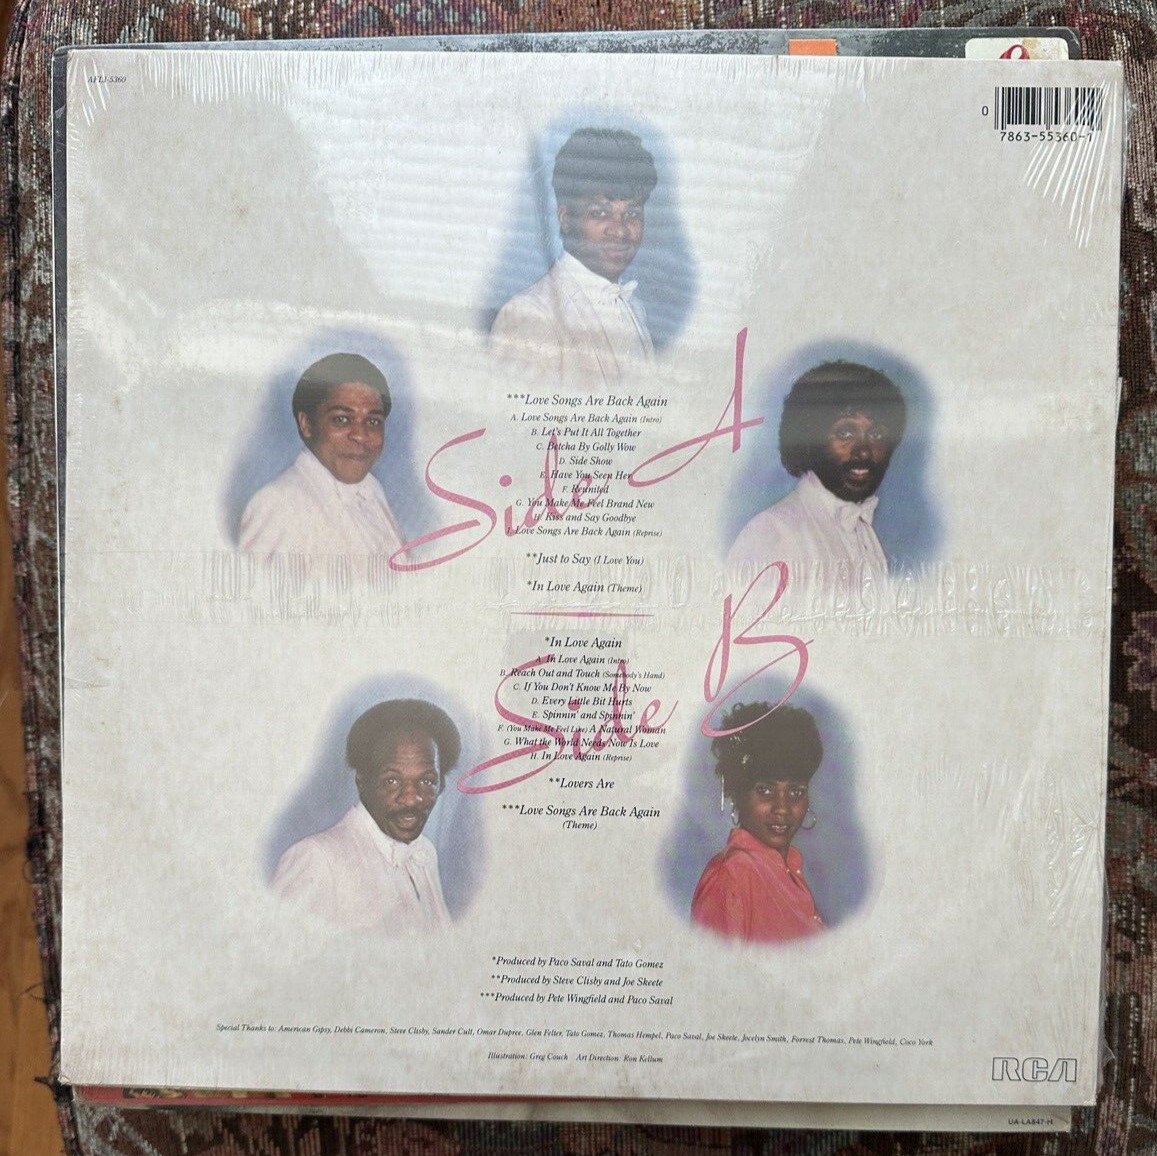 AFL1-5360
0
7863-55360-1
Side A
***Love Songs Are Back Again
A. Love Songs Are Back Again (Intro)
B. Let's Put It All Together
C. Betcha By Golly Wow
D. Side Show
E. Have You Seen Her
F. Reunited
G. You Make Me Feel Brand New
H. Kiss and Say Goodbye
I. Love Songs Are Back Again (Reprise)
**Just to Say (I Love You)
*In Love Again (Theme)
Side B
*In Love Again
A. In Love Again (Intro)
B. Reach Out and Touch (Somebody's Hand)
C. If You Don't Know Me By Now
D. Every Little Bit Hurts
E. Spinnin' and Spinnin'
F. (You Make Me Feel Like) A Natural Woman
G. What the World Needs Now Is Love
H. In Love Again (Reprise)
**Lovers Are
***Love Songs Are Back Again
(Theme)
*Produced by Paco Saval and Tato Gomez
**Produced by Steve Clisby and Joe Skeete
***Produced by Pete Wingfield and Paco Saval
Special Thanks to: American Gipsy, Debbi Cameron, Steve Clisby, Sander Cult, Omar Dupree, Glen Felter, Tato Gomez, Thomas Hempel, Paco Saval, Joe Skeete, Jocelyn Smith, Forrest Thomas, Pete Wingfield, Coco York
Illustration: Greg Couch Art Direction: Ron Kellum
RCA
UA-LA847-H